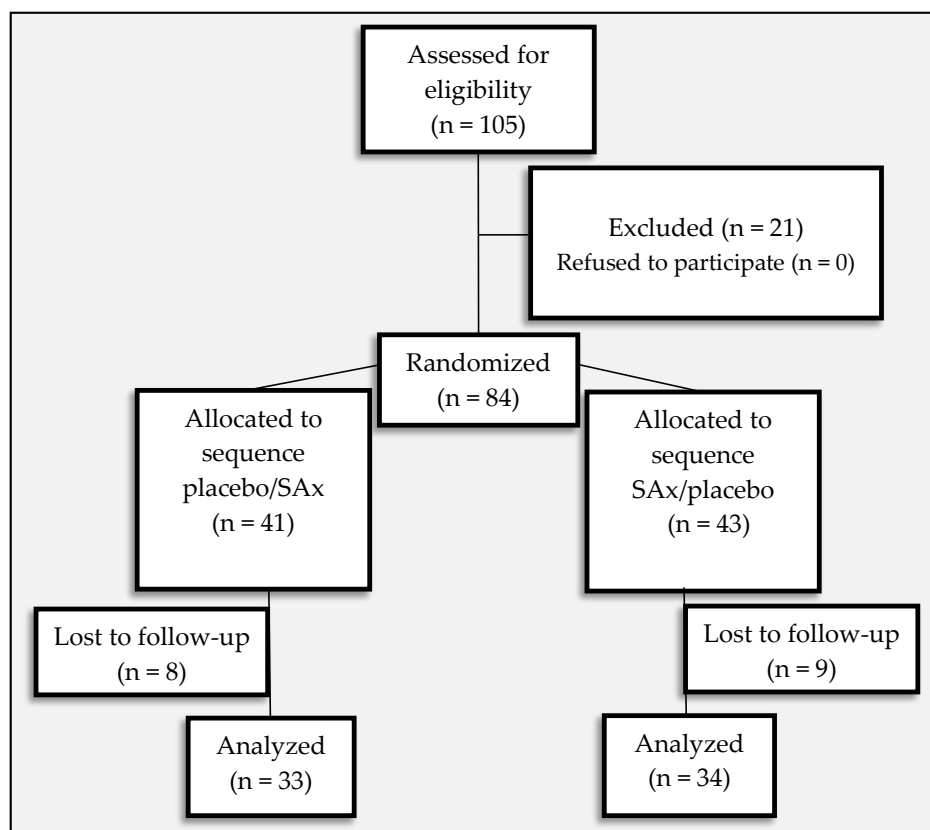 Assessed for
eligibility
(n = 105)
Excluded (n = 21)
Refused to participate (n = 0)
Randomized
(n = 84)
Allocated to
sequence
placebo/SAx
(n = 41)
Allocated to
sequence
SAx/placebo
(n = 43)
Lost to follow-up
(n = 8)
Lost to follow-up
(n = 9)
Analyzed
(n = 33)
Analyzed
(n = 34)